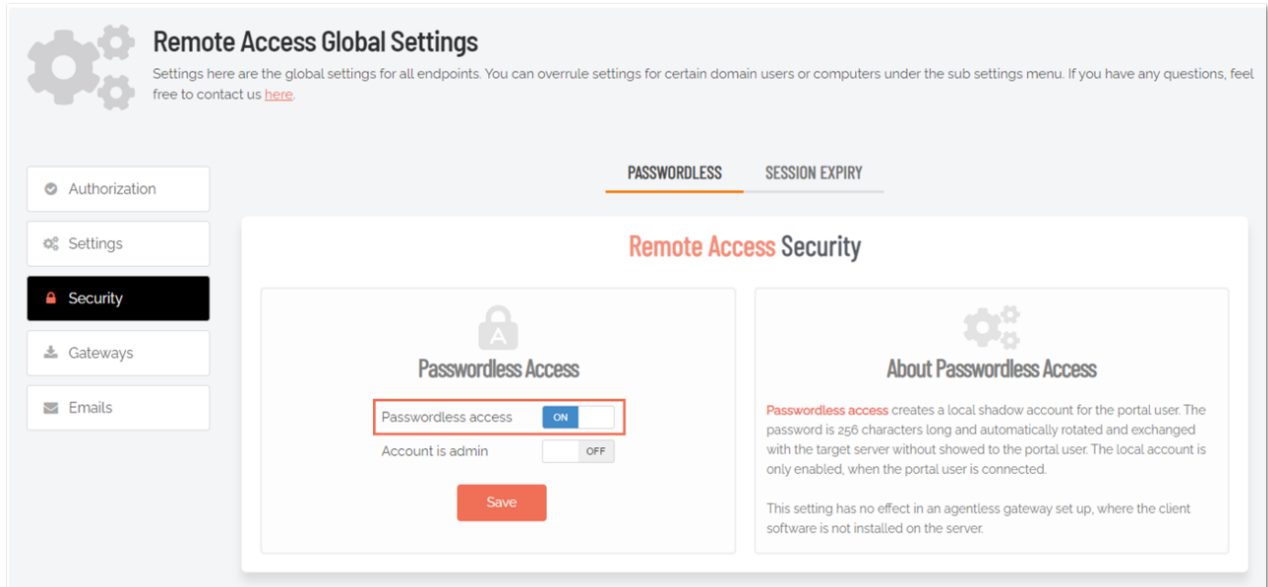 Remote Access Global Settings
Settings here are the global settings for all endpoints. You can overrule settings for certain domain users or computers under the sub settings menu. If you have any questions, feel
free to contact us here.
Authorization
Settings
Security
Gateways
Emails
PASSWORDLESS
SESSION EXPIRY
Remote Access Security
A
Passwordless Access
Passwordless access ON
Account is admin OFF
Save
About Passwordless Access
Passwordless access creates a local shadow account for the portal user. The
password is 256 characters long and automatically rotated and exchanged
with the target server without showed to the portal user. The local account is
only enabled, when the portal user is connected.
This setting has no effect in an agentless gateway set up, where the client
software is not installed on the server.